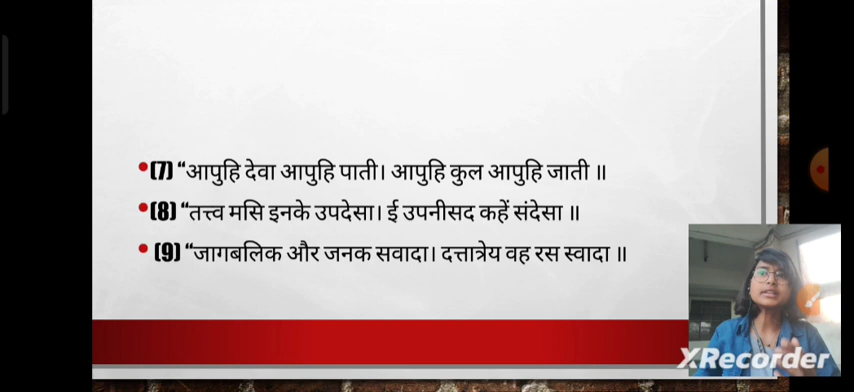 (7) “आपुहि देवा आपुहि पाती। आपुहि कुल आपुहि जाती ॥
(8) “तत्त्व मसि इनके उपदेसा। ई उपनीसद कहें संदेसा ॥
(9) “जागबलिक और जनक सवादा। दत्तात्रेय वह रस स्वादा ॥
XRecorder